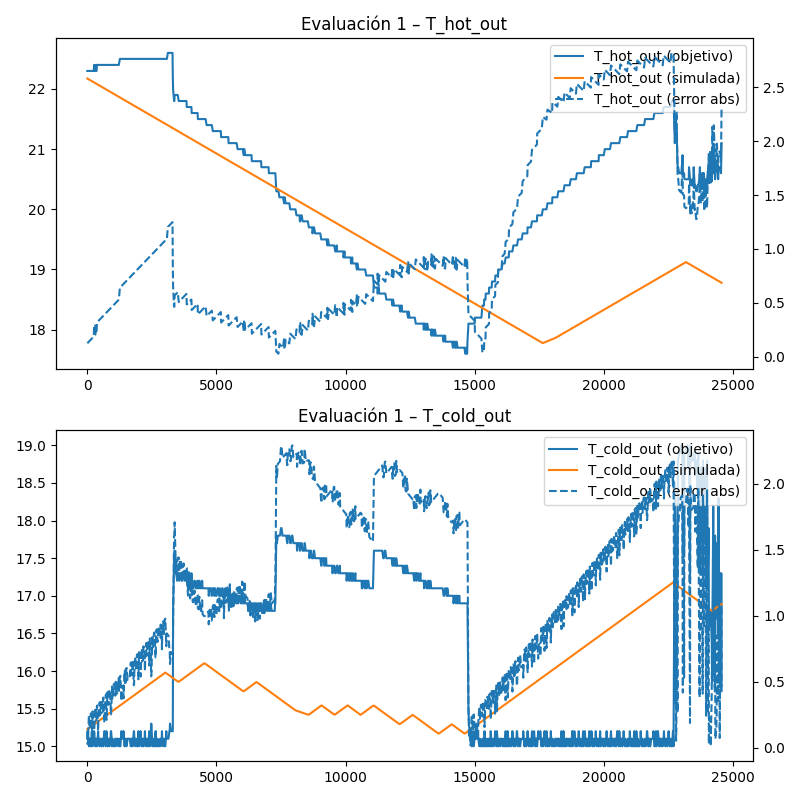 Evaluación 1 – T_hot_out
T_hot_out (objetivo)
T_hot_out (simulada)
T_hot_out (error abs)
22
21
20
19
18
2.5
2.0
1.5
1.0
0.5
0.0
0 5000 10000 15000 20000 25000
Evaluación 1 – T_cold_out
T_cold_out (objetivo)
T_cold_out (simulada)
T_cold_out (error abs)
19.0
18.5
18.0
17.5
17.0
16.5
16.0
15.5
15.0
2.0
1.5
1.0
0.5
0.0
0 5000 10000 15000 20000 25000